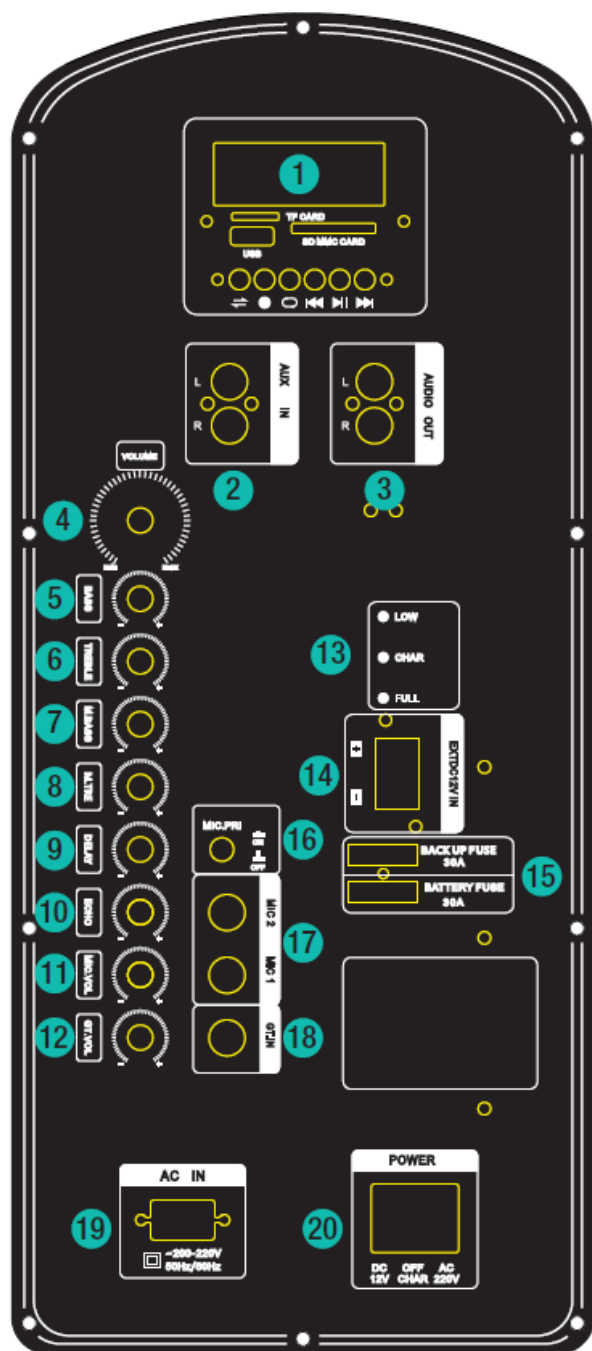 1
TF CARD
SD MMC CARD
USB
L
R
AUX IN
2
L
R
AUDIO OUT
3
VOLUME
4
5
BASS
- +
6
TREBLE
- +
7
M.BASS
- +
8
M.TRE
- +
9
DELAY
- +
10
ECHO
- +
11
MIC.VOL
- +
12
GT.VOL
- +
13
LOW
CHAR
FULL
14
+
-
EXTDC12V IN
BACK UP FUSE
30A
BATTERY FUSE
30A
15
MIC.PRI
ON
OFF
16
MIC 2
MIC 1
17
GT.IN
18
AC IN
~200-220V
50Hz/60Hz
19
POWER
20
DC OFF AC
12V CHAR 220V